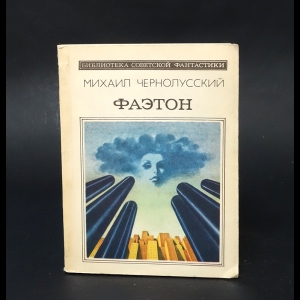 БИБЛИОТЕКА СОВЕТСКОЙ ФАНТАСТИКИ
МИХАИЛ ЧЕРНОЛУССКИЙ
ФАЭТОН